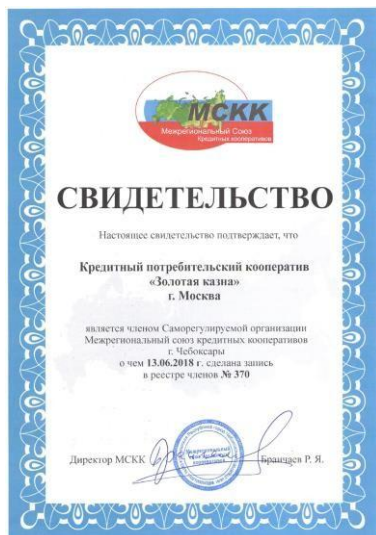 МСКК
Межрегиональный Союз
Кредитных кооперативов
СВИДЕТЕЛЬСТВО
Настоящее свидетельство подтверждает, что
Кредитный потребительский кооператив
«Золотая казна»
г. Москва
является членом Саморегулируемой организации
Межрегиональный союз кредитных кооперативов
г. Чебоксары
о чем 13.06.2018 г. сделана запись
в реестре членов № 370
Директор МСКК
Бранчаев Р. Я.